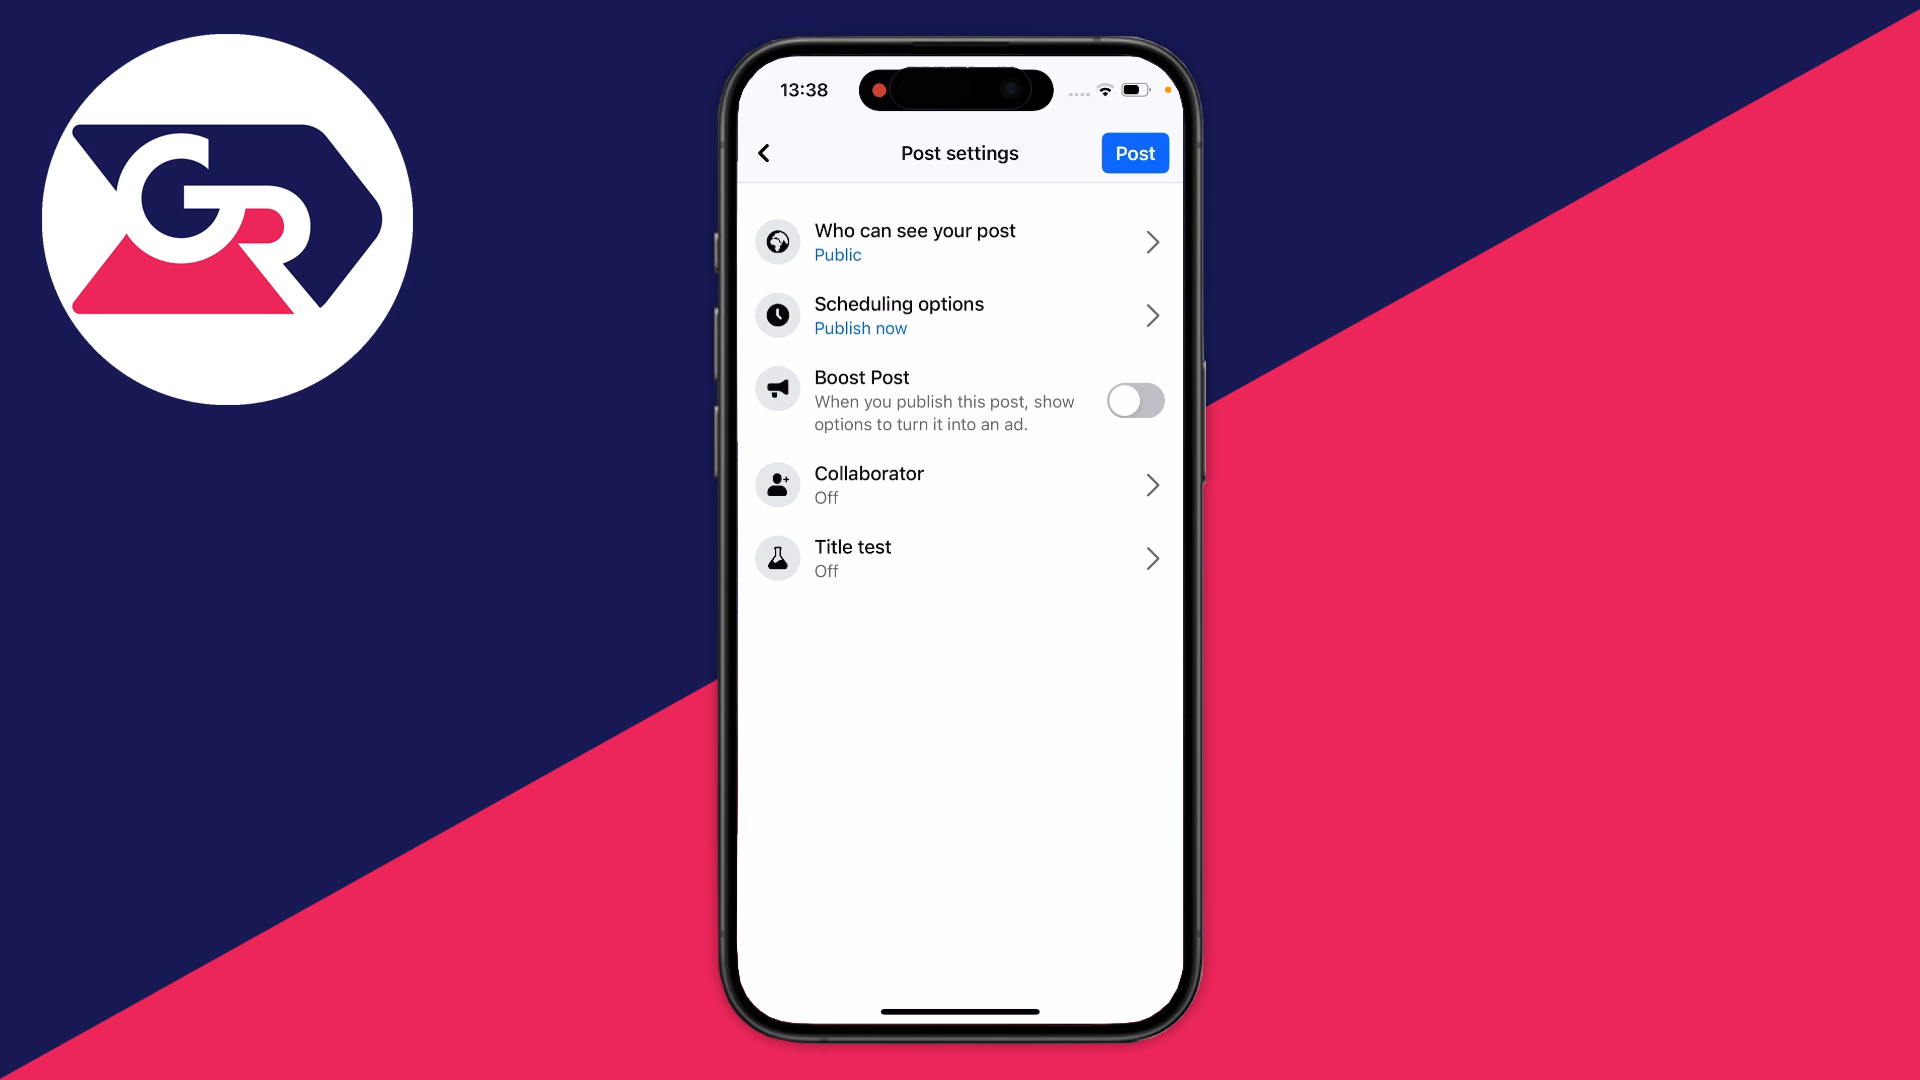 GR
13:38
Post settings
Post
Who can see your post
Public
Scheduling options
Publish now
Boost Post
When you publish this post, show
options to turn it into an ad.
Collaborator
Off
Title test
Off